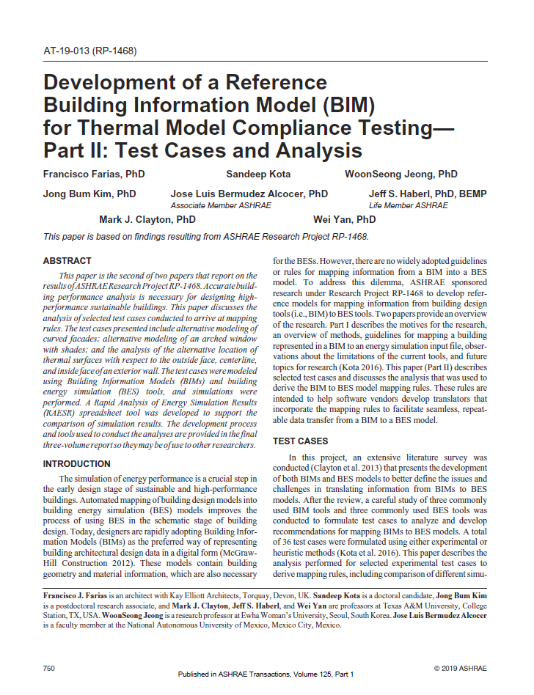 AT-19-013 (RP-1468)
Development of a Reference
Building Information Model (BIM)
for Thermal Model Compliance Testing—
Part II: Test Cases and Analysis
Francisco Farias, PhD Sandeep Kota WoonSeong Jeong, PhD
Jong Bum Kim, PhD Jose Luis Bermudez Alcocer, PhD Jeff S. Haberl, PhD, BEMP
Associate Member ASHRAE Life Member ASHRAE
Mark J. Clayton, PhD Wei Yan, PhD
This paper is based on findings resulting from ASHRAE Research Project RP-1468.
ABSTRACT
This paper is the second of two papers that report on the
results of ASHRAE Research Project RP-1468. Accurate build-
ing performance analysis is necessary for designing high-
performance sustainable buildings. This paper discusses the
analysis of selected test cases conducted to arrive at mapping
rules. The test cases presented include alternative modeling of
curved facades; alternative modeling of an arched window
with shades; and the analysis of the alternative location of
thermal surfaces with respect to the outside face, centerline,
and inside face of an exterior wall. The test cases were modeled
using Building Information Models (BIMs) and building
energy simulation (BES) tools, and simulations were
performed. A Rapid Analysis of Energy Simulation Results
(RAESR) spreadsheet tool was developed to support the
comparison of simulation results. The development process
and tools used to conduct the analyses are provided in the final
three-volume report so they may be of use to other researchers.
INTRODUCTION
The simulation of energy performance is a crucial step in
the early design stage of sustainable and high-performance
buildings. Automated mapping of building design models into
building energy simulation (BES) models improves the
process of using BES in the schematic stage of building
design. Today, designers are rapidly adopting Building Infor-
mation Models (BIMs) as the preferred way of representing
building architectural design data in a digital form (McGraw-
Hill Construction 2012). These models contain building
geometry and material information, which are also necessary
for the BESs. However, there are no widely adopted guidelines
or rules for mapping information from a BIM into a BES
model. To address this dilemma, ASHRAE sponsored
research under Research Project RP-1468 to develop refer-
ence models for mapping information from building design
tools (i.e., BIM) to BES tools. Two papers provide an overview
of the research. Part I describes the motives for the research,
an overview of methods, guidelines for mapping a building
represented in a BIM to an energy simulation input file, obser-
vations about the limitations of the current tools, and future
topics for research (Kota 2016). This paper (Part II) describes
selected test cases and discusses the analysis that was used to
derive the BIM to BES model mapping rules. These rules are
intended to help software vendors develop translators that
incorporate the mapping rules to facilitate seamless, repeat-
able data transfer from a BIM to a BES model.
TEST CASES
In this project, an extensive literature survey was
conducted (Clayton et al. 2013) that presents the development
of both BIMs and BES models to better define the issues and
challenges in translating information from BIMs to BES
models. After the review, a careful study of three commonly
used BIM tools and three commonly used BES tools was
conducted to formulate test cases to analyze and develop
recommendations for mapping BIMs to BES models. A total
of 36 test cases were formulated using either experimental or
heuristic methods (Kota et al. 2016). This paper describes the
analysis performed for selected experimental test cases to
derive mapping rules, including comparison of different simu-
Francisco J. Farias is an architect with Kay Elliott Architects, Torquay, Devon, UK. Sandeep Kota is a doctoral candidate, Jong Bum Kim
is a postdoctoral research associate, and Mark J. Clayton, Jeff S. Haberl, and Wei Yan are professors at Texas A&M University, College
Station, TX, USA. WoonSeong Jeong is a research professor at Ewha Woman's University, Seoul, South Korea. Jose Luis Bermudez Alcocer
is a faculty member at the National Autonomous University of Mexico, Mexico City, Mexico.
750 © 2019 ASHRAE
Published in ASHRAE Transactions, Volume 125, Part 1